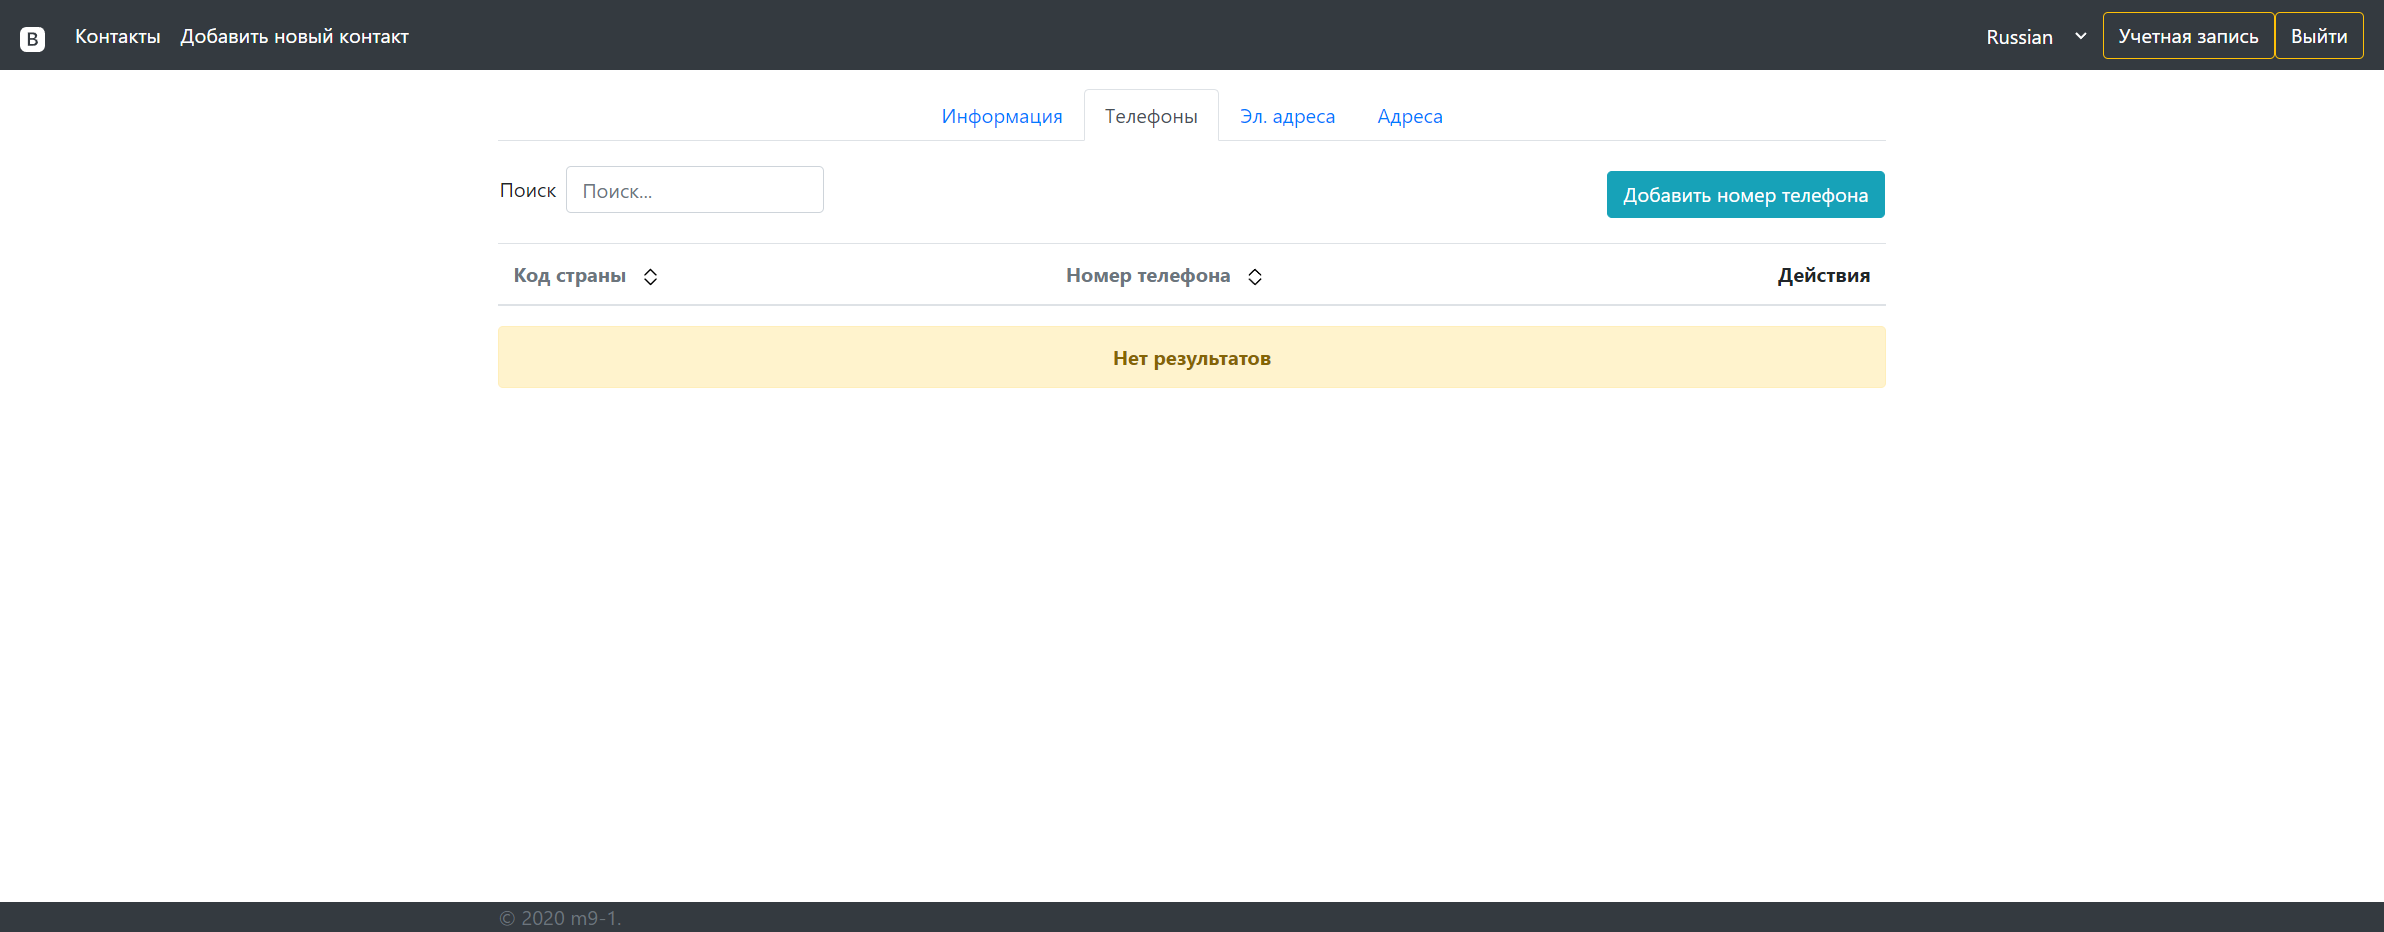 B Контакты Добавить новый контакт Russian Учетная запись Выйти
Информация Телефоны Эл. адреса Адреса
Поиск Поиск... Добавить номер телефона
Код страны Номер телефона Действия
Нет результатов
© 2020 m9-1.